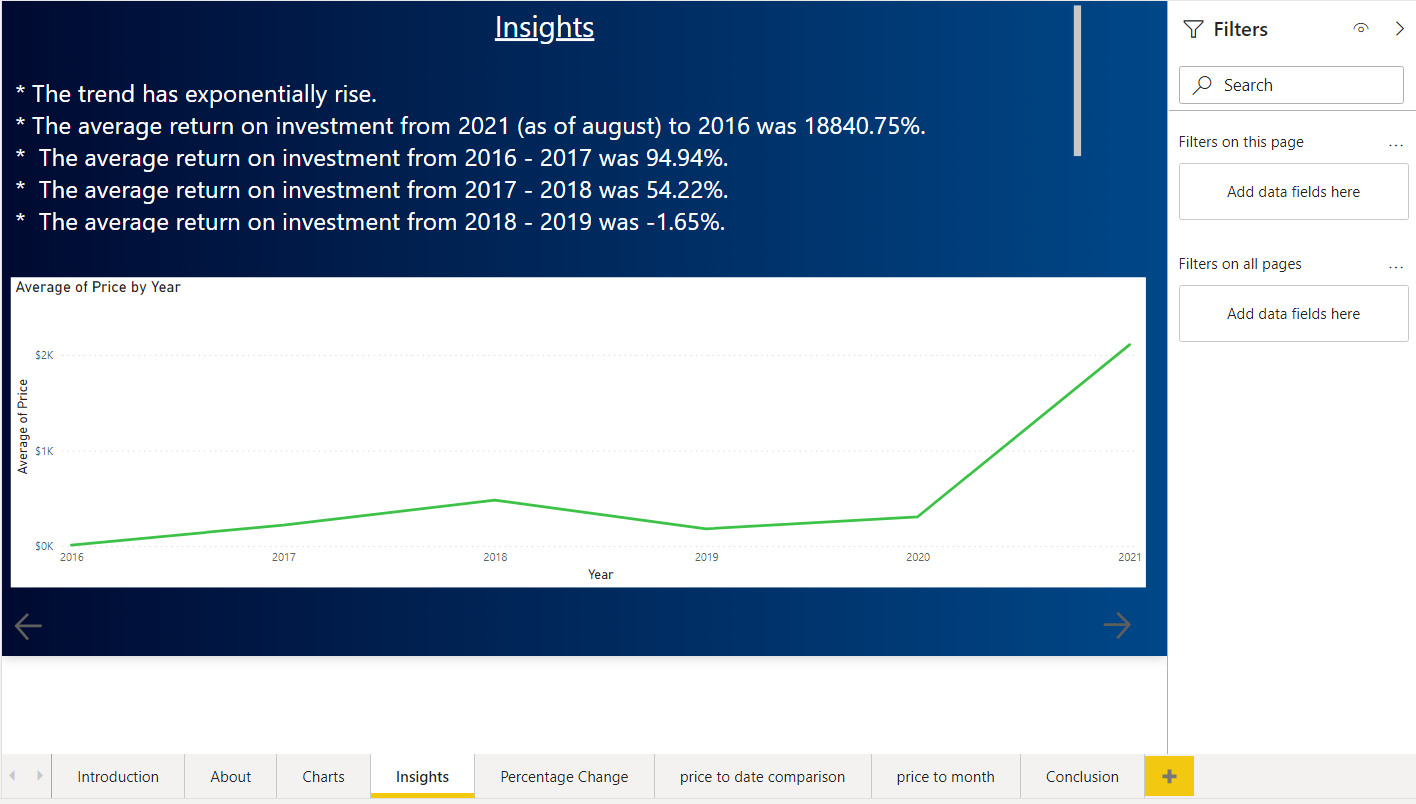 Insights
* The trend has exponentially rise.
* The average return on investment from 2021 (as of august) to 2016 was 18840.75%.
*  The average return on investment from 2016 - 2017 was 94.94%.
*  The average return on investment from 2017 - 2018 was 54.22%.
*  The average return on investment from 2018 - 2019 was -1.65%.
Average of Price by Year
$2K
$1K
$0K
Average of Price
2016 2017 2018 2019 2020 2021
Year
Filters
Search
Filters on this page ...
Add data fields here
Filters on all pages ...
Add data fields here
Introduction About Charts Insights Percentage Change price to date comparison price to month Conclusion +